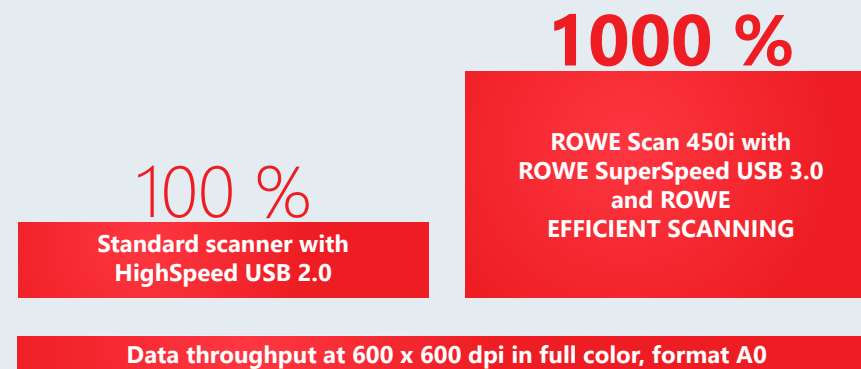 1000 %
ROWE Scan 450i with
ROWE SuperSpeed USB 3.0
and ROWE
EFFICIENT SCANNING
100 %
Standard scanner with
HighSpeed USB 2.0
Data throughput at 600 x 600 dpi in full color, format A0